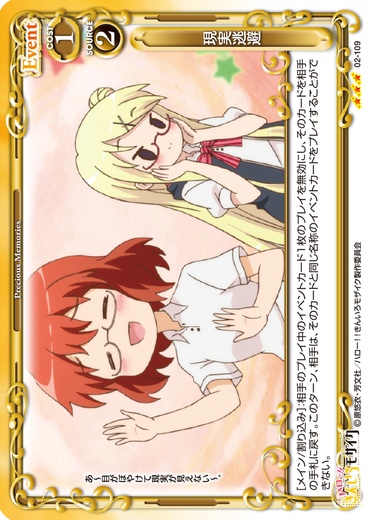 Event
COST
1
SOURCE
2
現実逃避
Precious Memories
あ〜目がぼやけて現実が見えない〜。
[メイン/割り込み]:相手のプレイ中のイベントカード1枚のプレイを無効にし、そのカードを相手
の手札に戻す。このターン、相手は、そのカードと同じ名称のイベントカードをプレイすることがで
きない。
ハロー!!
きんいろモザイク
©原悠衣・芳文社/ハロー!!きんいろモザイク製作委員会
02-109